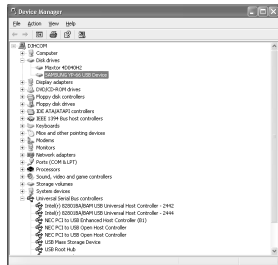 Device Manager
File Action View Help
DJHCOM
Computer
Disk drives
Maxtor 4D040H2
SAMSUNG YP-66 USB Device
Display adapters
DVD/CD-ROM drives
Floppy disk controllers
Floppy disk drives
IDE ATA/ATAPI controllers
IEEE 1394 Bus host controllers
Keyboards
Mice and other pointing devices
Modems
Monitors
Network adapters
Ports (COM & LPT)
Processors
Sound, video and game controllers
Storage volumes
System devices
Universal Serial Bus controllers
Intel(r) 82801BA/BAM USB Universal Host Controller - 2442
Intel(r) 82801BA/BAM USB Universal Host Controller - 2444
NEC PCI to USB Enhanced Host Controller (B1)
NEC PCI to USB Open Host Controller
NEC PCI to USB Open Host Controller
USB Mass Storage Device
USB Root Hub